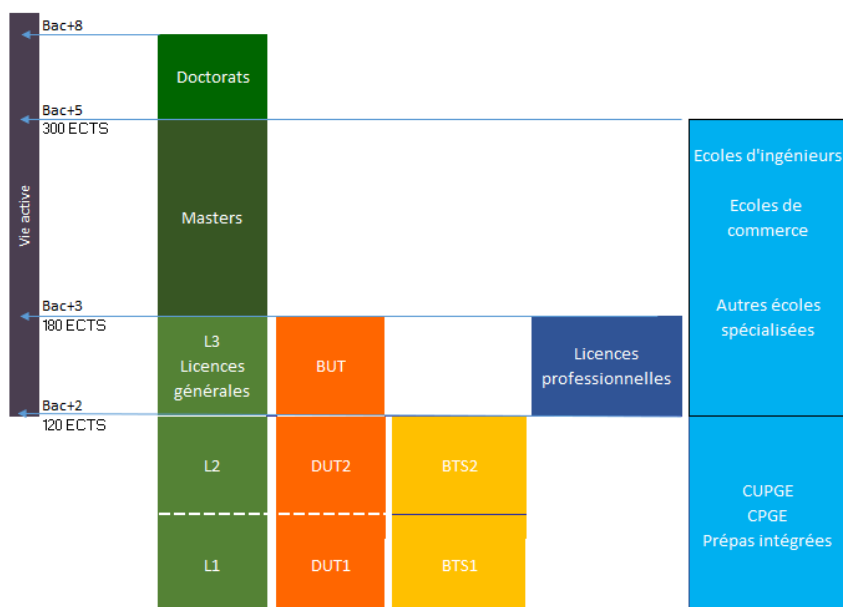 Bac+8
Doctorats
Bac+5
300 ECTS
Ecoles d'ingénieurs
Vie active
Masters
Ecoles de
commerce
Bac+3
180 ECTS
Autres écoles
spécialisées
L3
Licences
générales
BUT
Licences
professionnelles
Bac+2
120 ECTS
L2
DUT2
BTS2
CUPGE
CPGE
Prépas intégrées
L1
DUT1
BTS1